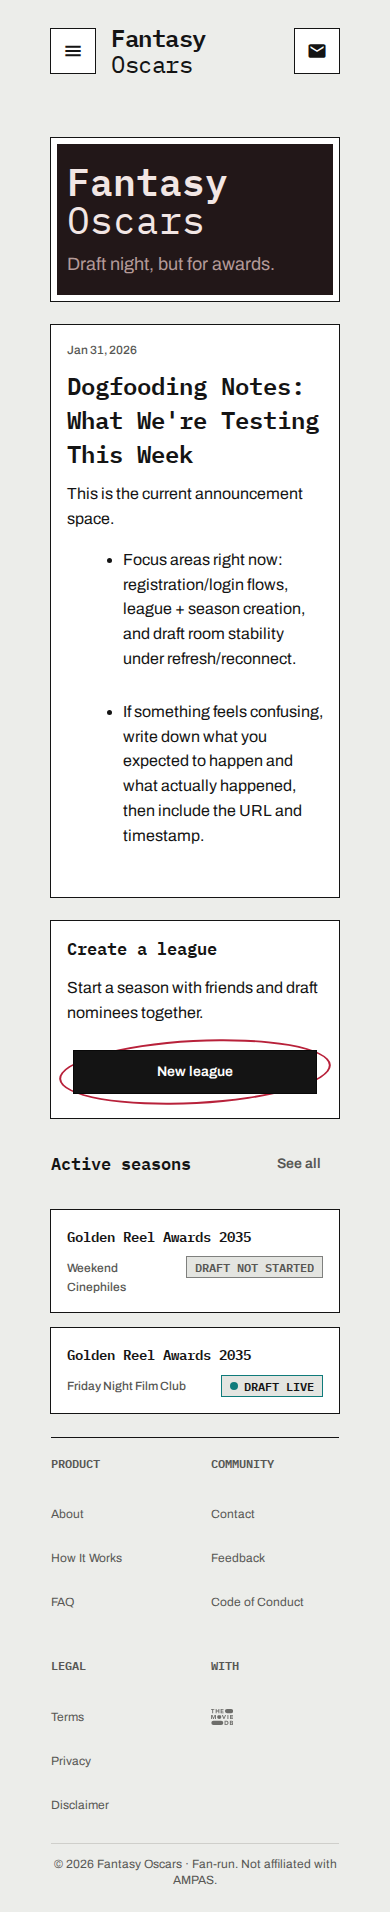 Fantasy
Oscars
Fantasy
Oscars
Draft night, but for awards.
Jan 31, 2026
Dogfooding Notes:
What We're Testing
This Week
This is the current announcement
space.
• Focus areas right now:
registration/login flows,
league + season creation,
and draft room stability
under refresh/reconnect.
• If something feels confusing,
write down what you
expected to happen and
what actually happened,
then include the URL and
timestamp.
Create a league
Start a season with friends and draft
nominees together.
New league
Active seasons
See all
Golden Reel Awards 2035
Weekend
Cinephiles
DRAFT NOT STARTED
Golden Reel Awards 2035
Friday Night Film Club
DRAFT LIVE
PRODUCT
About
How It Works
FAQ
COMMUNITY
Contact
Feedback
Code of Conduct
LEGAL
Terms
Privacy
Disclaimer
WITH
THE
MOVIE
DB
© 2026 Fantasy Oscars · Fan-run. Not affiliated with
AMPAS.